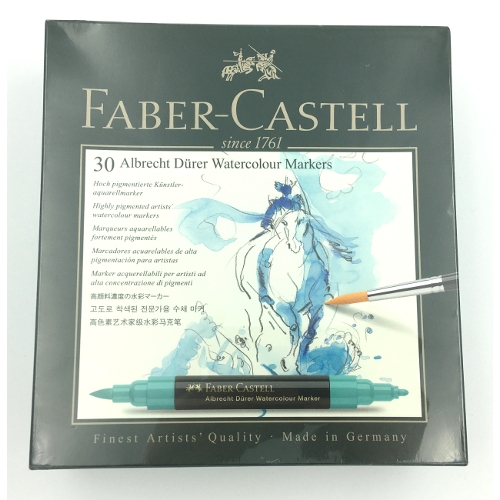 FABER-CASTELL
since 1761
30 Albrecht Dürer Watercolour Markers
Hoch pigmentierte Künstler-
aquarellmarker
Highly pigmented artists'
watercolour markers
Marqueurs aquarellables
fortement pigmentés
Marcadores acuarelables de alta
pigmentación para artistas
Marker acquerellabili per artisti ad
alta concentrazione di pigmenti
高顔料濃度の水彩マーカー
고도로 착색된 전문가용 수채 마커
高色素艺术家级水彩马克笔
FABER-CASTELL
Albrecht Dürer Watercolour Marker
Finest Artists' Quality · Made in Germany